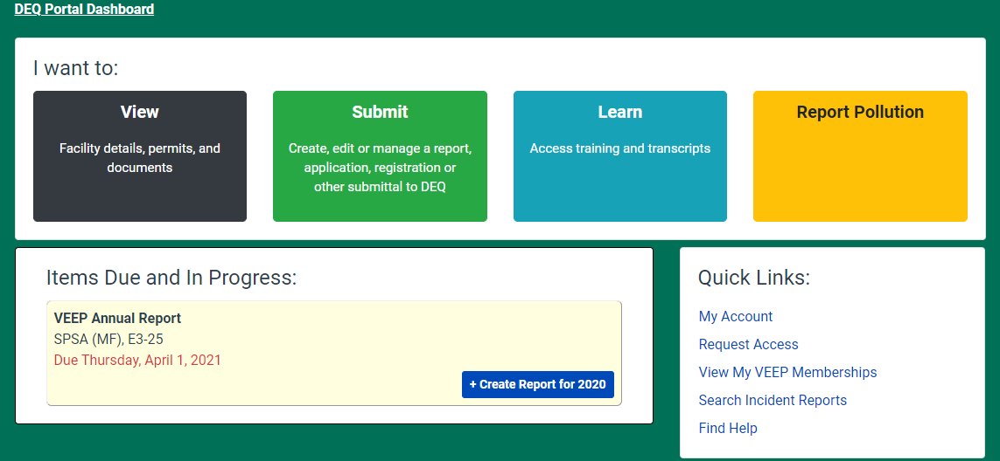 DEQ Portal Dashboard
I want to:
View
Facility details, permits, and
documents
Submit
Create, edit or manage a report,
application, registration or
other submittal to DEQ
Learn
Access training and transcripts
Report Pollution
Items Due and In Progress:
VEEP Annual Report
SPSA (MF), E3-25
Due Thursday, April 1, 2021
+ Create Report for 2020
Quick Links:
My Account
Request Access
View My VEEP Memberships
Search Incident Reports
Find Help